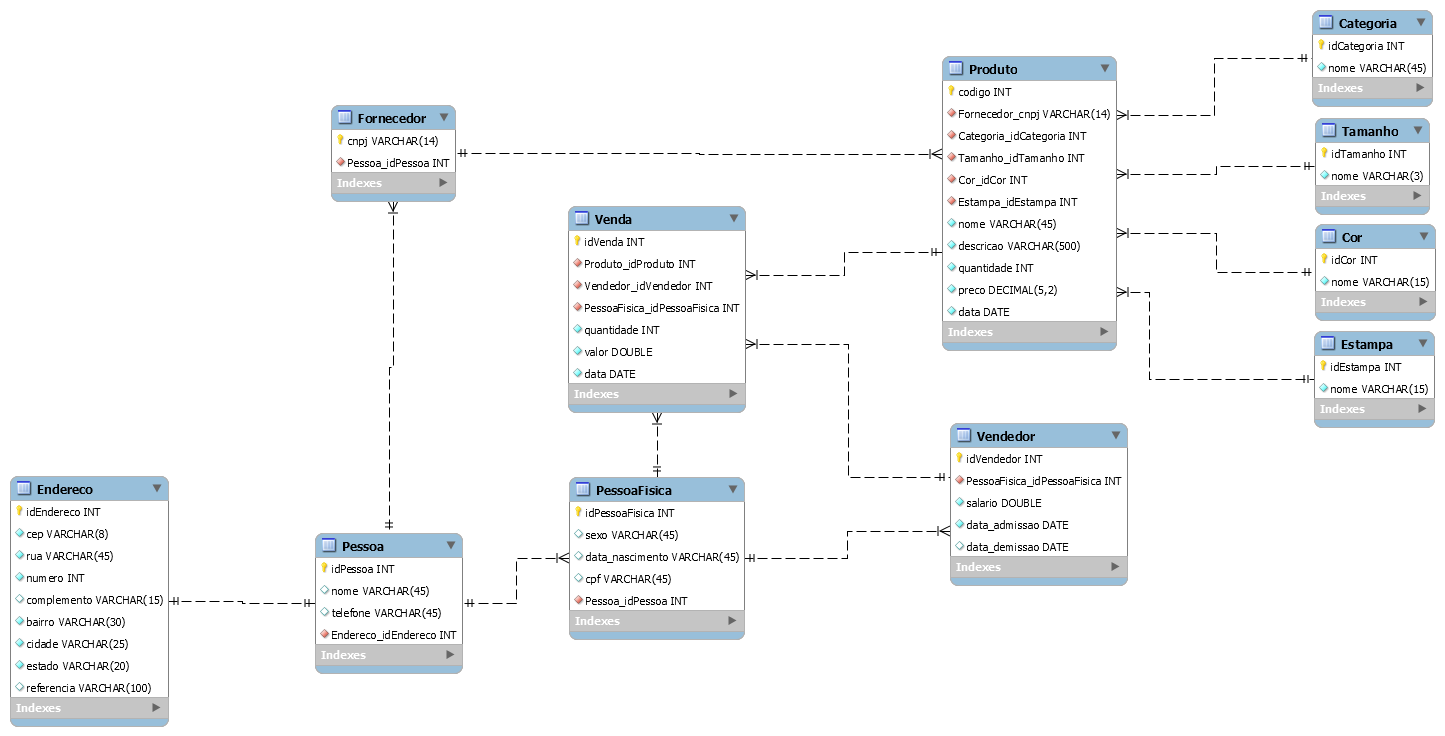 Categoria
idCategoria INT
nome VARCHAR(45)
Indexes
Produto
codigo INT
Fornecedor_cnpj VARCHAR(14)
Categoria_idCategoria INT
Tamanho_idTamanho INT
Cor_idCor INT
Estampa_idEstampa INT
nome VARCHAR(45)
descricao VARCHAR(500)
quantidade INT
preco DECIMAL(5,2)
data DATE
Indexes
Fornecedor
cnpj VARCHAR(14)
Pessoa_idPessoa INT
Indexes
Tamanho
idTamanho INT
nome VARCHAR(3)
Indexes
Venda
idVenda INT
Produto_idProduto INT
Vendedor_idVendedor INT
PessoaFisica_idPessoaFisica INT
quantidade INT
valor DOUBLE
data DATE
Indexes
Cor
idCor INT
nome VARCHAR(15)
Indexes
Estampa
idEstampa INT
nome VARCHAR(15)
Indexes
Vendedor
idVendedor INT
PessoaFisica_idPessoaFisica INT
salario DOUBLE
data_admissao DATE
data_demissao DATE
Indexes
Endereco
idEndereco INT
cep VARCHAR(8)
rua VARCHAR(45)
numero INT
complemento VARCHAR(15)
bairro VARCHAR(30)
cidade VARCHAR(25)
estado VARCHAR(20)
referencia VARCHAR(100)
Indexes
PessoaFisica
idPessoaFisica INT
sexo VARCHAR(45)
data_nascimento VARCHAR(45)
cpf VARCHAR(45)
Pessoa_idPessoa INT
Indexes
Pessoa
idPessoa INT
nome VARCHAR(45)
telefone VARCHAR(45)
Endereco_idEndereco INT
Indexes